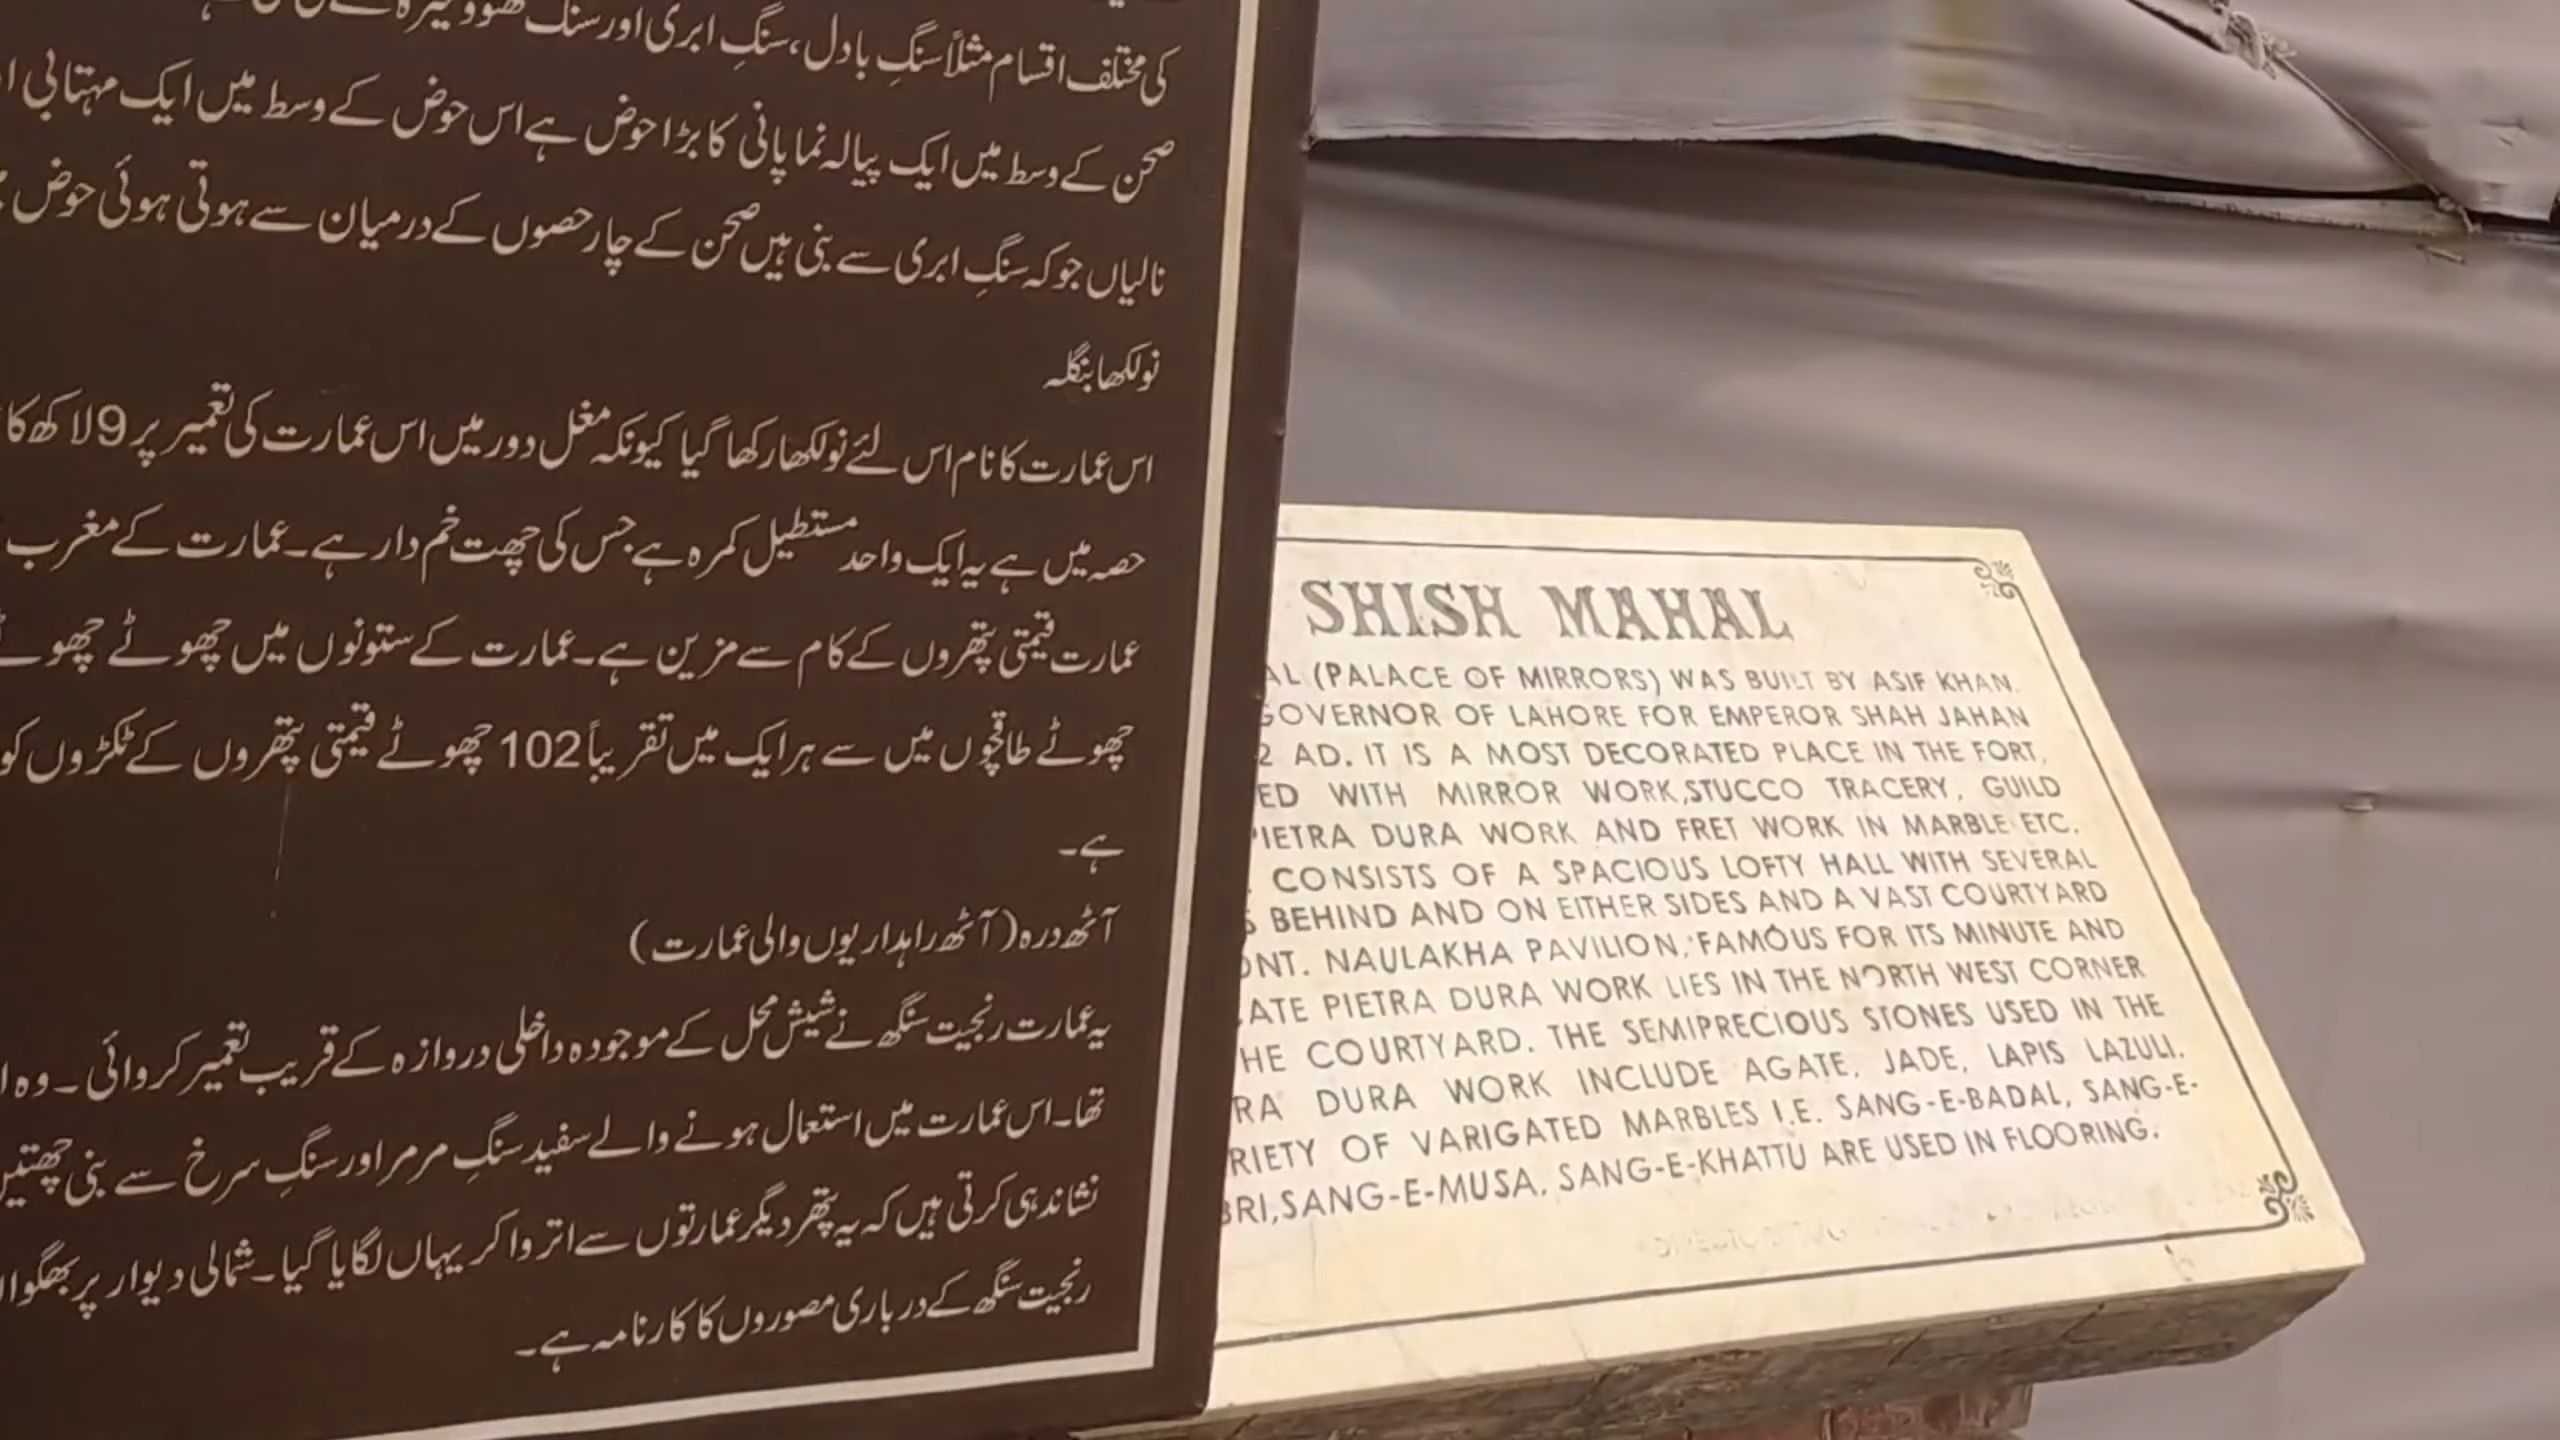 کی مختلف اقسام مثلاً سنگِ بادل، سنگِ ابری اور سنگ
صحن کے وسط میں ایک پیالہ نما پانی کا بڑا حوض ہے اس حوض کے وسط میں ایک مہتابی
نالیاں جو کہ سنگِ ابری سے بنی ہیں صحن کے چار حصوں کے درمیان سے ہوتی ہوئی حوض
نولکھا بنگلہ
اس عمارت کا نام اس لئے نولکھا رکھا گیا کیونکہ مغل دور میں اس عمارت کی تعمیر پر 9 لاکھ کا
حصہ میں ہے یہ ایک واحد مستطیل کمرہ ہے جس کی چھت خم دار ہے۔ عمارت کے مغرب
عمارت قیمتی پتھروں کے کام سے مزین ہے۔ عمارت کے ستونوں میں چھوٹے چھوٹے
چھوٹے طاقچوں میں سے ہر ایک میں تقریباً 102 چھوٹے قیمتی پتھروں کے ٹکڑوں کو
ہے۔
آٹھ درہ (آٹھ راہداریوں والی عمارت)
یہ عمارت رنجیت سنگھ نے شیش محل کے موجودہ داخلی دروازہ کے قریب تعمیر کروائی ۔ وہ
تھا۔ اس عمارت میں استعمال ہونے والے سفید سنگِ مرمر اور سنگِ سرخ سے بنی چھتیں
نشاندہی کرتی ہیں کہ یہ پتھر دیگر عمارتوں سے اتروا کر یہاں لگایا گیا۔ شمالی دیوار پر
رنجیت سنگھ کے درباری مصوروں کا کارنامہ ہے۔
SHISH MAHAL
AL (PALACE OF MIRRORS) WAS BUILT BY ASIF KHAN.
GOVERNOR OF LAHORE FOR EMPEROR SHAH JAHAN
2 AD. IT IS A MOST DECORATED PLACE IN THE FORT,
ED WITH MIRROR WORK,STUCCO TRACERY, GUILD
PIETRA DURA WORK AND FRET WORK IN MARBLE ETC.
CONSISTS OF A SPACIOUS LOFTY HALL WITH SEVERAL
S BEHIND AND ON EITHER SIDES AND A VAST COURTYARD
ONT. NAULAKHA PAVILION, FAMOUS FOR ITS MINUTE AND
ATE PIETRA DURA WORK LIES IN THE NORTH WEST CORNER
HE COURTYARD. THE SEMIPRECIOUS STONES USED IN THE
RA DURA WORK INCLUDE AGATE, JADE, LAPIS LAZULI.
RIETY OF VARIGATED MARBLES I.E. SANG-E-BADAL, SANG-E-
BRI,SANG-E-MUSA, SANG-E-KHATTU ARE USED IN FLOORING.